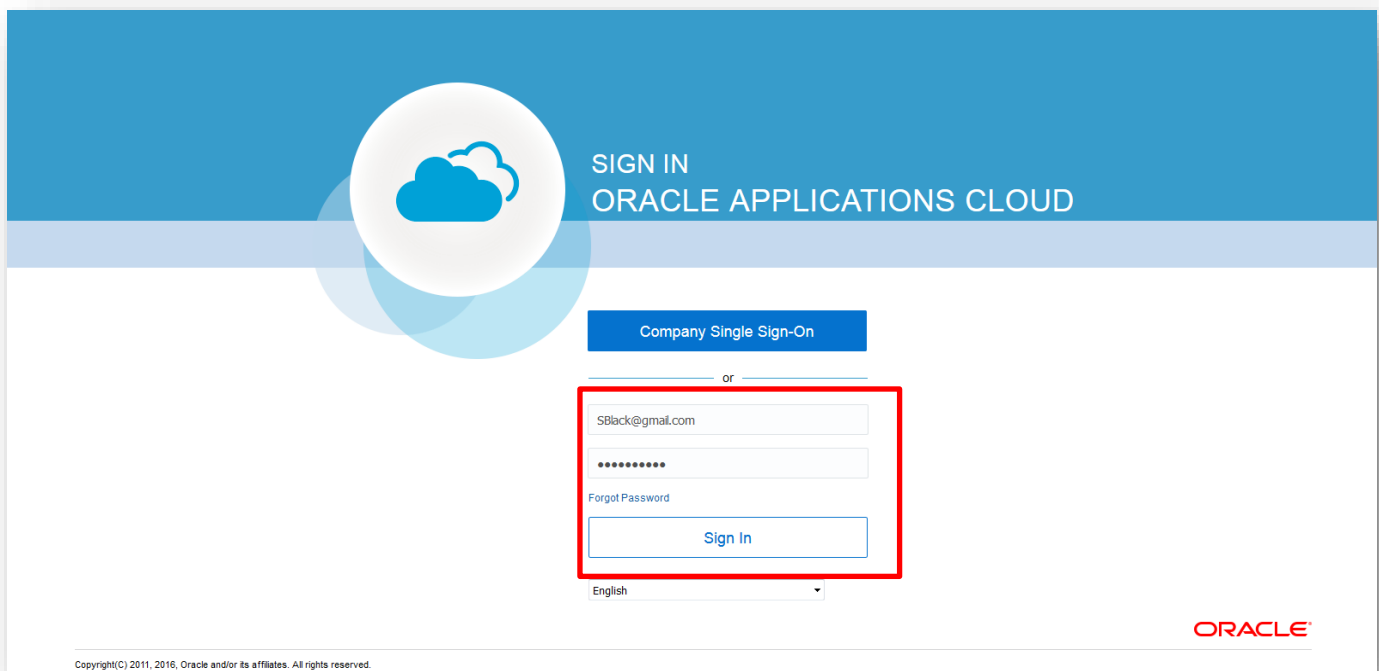 SIGN IN
ORACLE APPLICATIONS CLOUD
Company Single Sign-On
or
SBlack@gmail.com
••••••••••
Forgot Password
Sign In
English
ORACLE
Copyright(C) 2011, 2016, Oracle and/or its affiliates. All rights reserved.